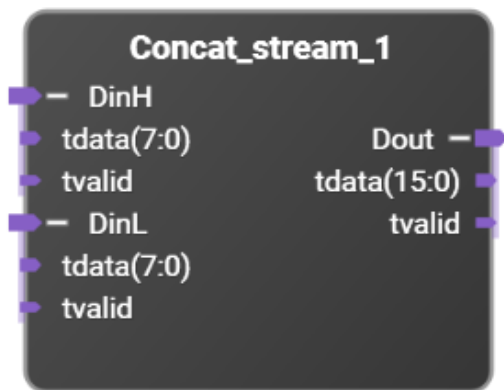 Concat_stream_1
DinH
tdata(7:0)
tvalid
DinL
tdata(7:0)
tvalid
Dout
tdata(15:0)
tvalid